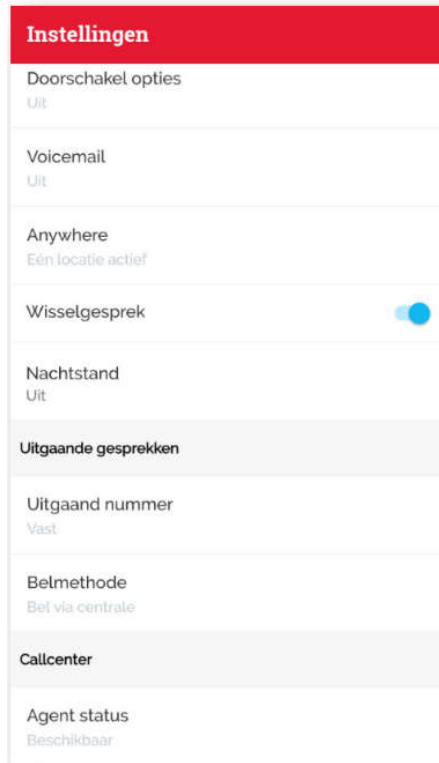 Instellingen
Doorschakel opties
Uit
Voicemail
Uit
Anywhere
Eén locatie actief
Wisselgesprek
Nachtstand
Uit
Uitgaande gesprekken
Uitgaand nummer
Vast
Belmethode
Bel via centrale
Callcenter
Agent status
Beschikbaar